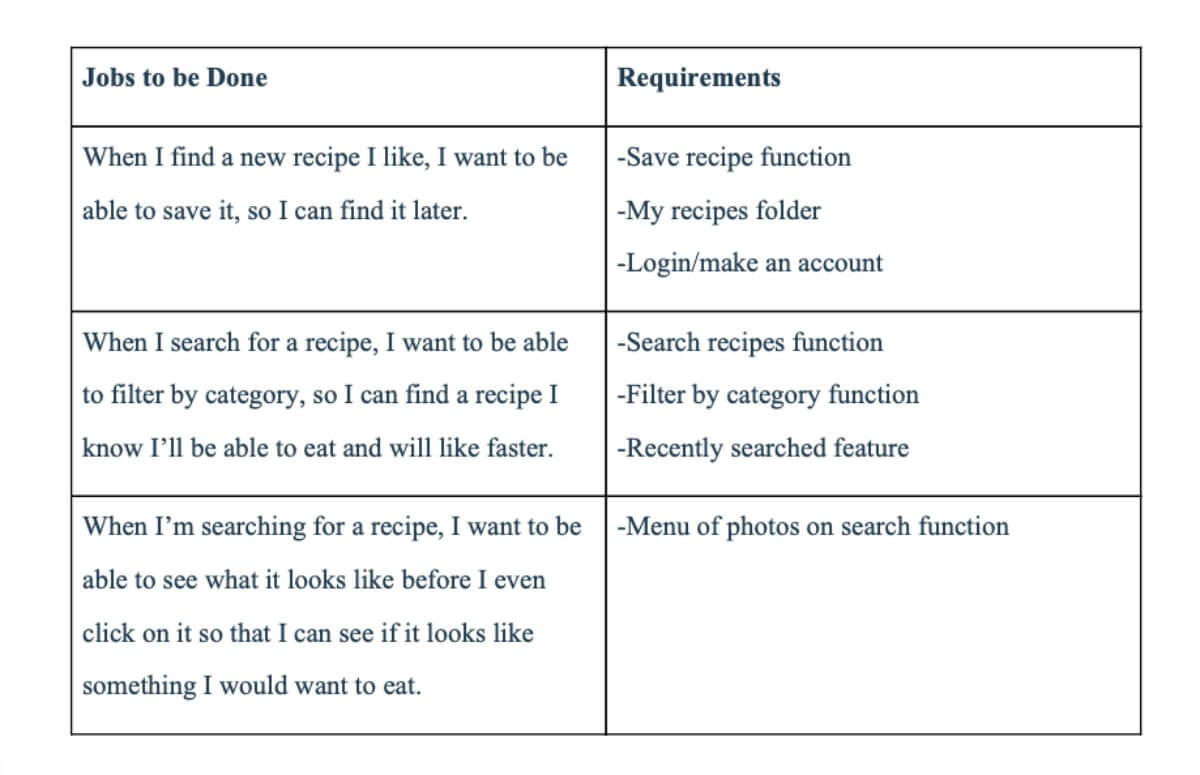 Jobs to be Done
Requirements
When I find a new recipe I like, I want to be
able to save it, so I can find it later.
-Save recipe function
-My recipes folder
-Login/make an account
When I search for a recipe, I want to be able
to filter by category, so I can find a recipe I
know I’ll be able to eat and will like faster.
-Search recipes function
-Filter by category function
-Recently searched feature
When I’m searching for a recipe, I want to be
able to see what it looks like before I even
click on it so that I can see if it looks like
something I would want to eat.
-Menu of photos on search function